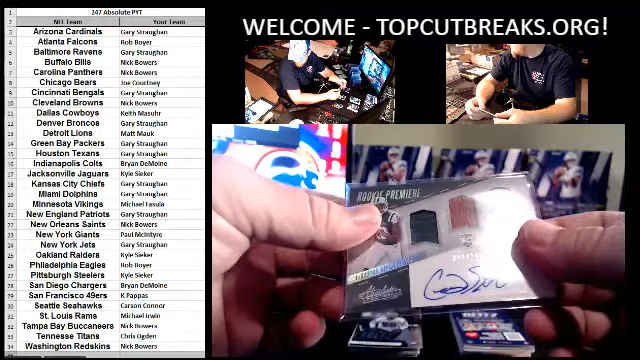 WELCOME - TOPCUTBREAKS.ORG!
247 Absolute PYT
NFL Team Your Team
Arizona Cardinals Gary Straughan
Atlanta Falcons Rob Boyer
Baltimore Ravens Gary Straughan
Buffalo Bills Nick Bowers
Carolina Panthers Nick Bowers
Chicago Bears Joe Courtney
Cincinnati Bengals Gary Straughan
Cleveland Browns Nick Bowers
Dallas Cowboys Keith Masuhr
Denver Broncos Gary Straughan
Detroit Lions Matt Mauk
Green Bay Packers Gary Straughan
Houston Texans Gary Straughan
Indianapolis Colts Bryan DeMoine
Jacksonville Jaguars Kyle Sieker
Kansas City Chiefs Gary Straughan
Miami Dolphins Gary Straughan
Minnesota Vikings Michael Fasula
New England Patriots Gary Straughan
New Orleans Saints Nick Bowers
New York Giants Paul McIntyre
New York Jets Gary Straughan
Oakland Raiders Kyle Sieker
Philadelphia Eagles Rob Boyer
Pittsburgh Steelers Kyle Sieker
San Diego Chargers Bryan DeMoine
San Francisco 49ers K Pappas
Seattle Seahawks Carson Connor
St. Louis Rams Michael Irwin
Tampa Bay Buccaneers Nick Bowers
Tennessee Titans Chris Ogden
Washington Redskins Nick Bowers
ROOKIE PREMIERE
Absolute